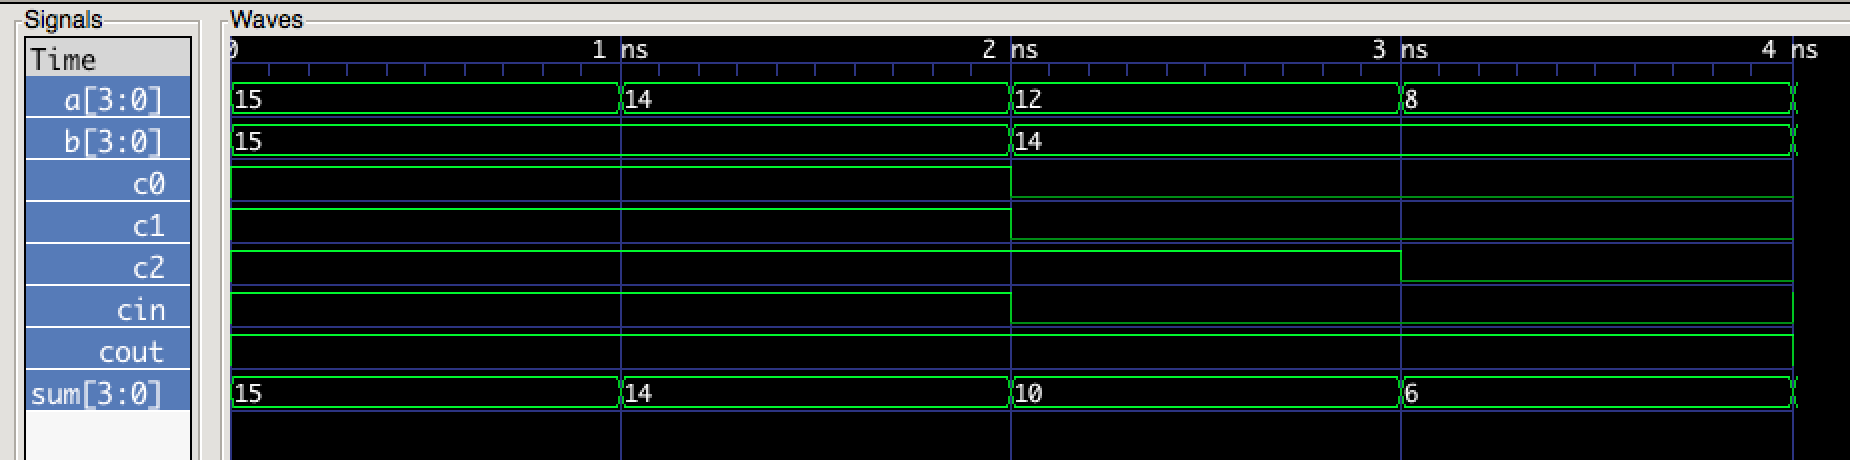 Signals Waves
Time 0 1 ns 2 ns 3 ns 4 ns
a[3:0] 15 14 12 8
b[3:0] 15 14
c0
c1
c2
cin
cout
sum[3:0] 15 14 10 6